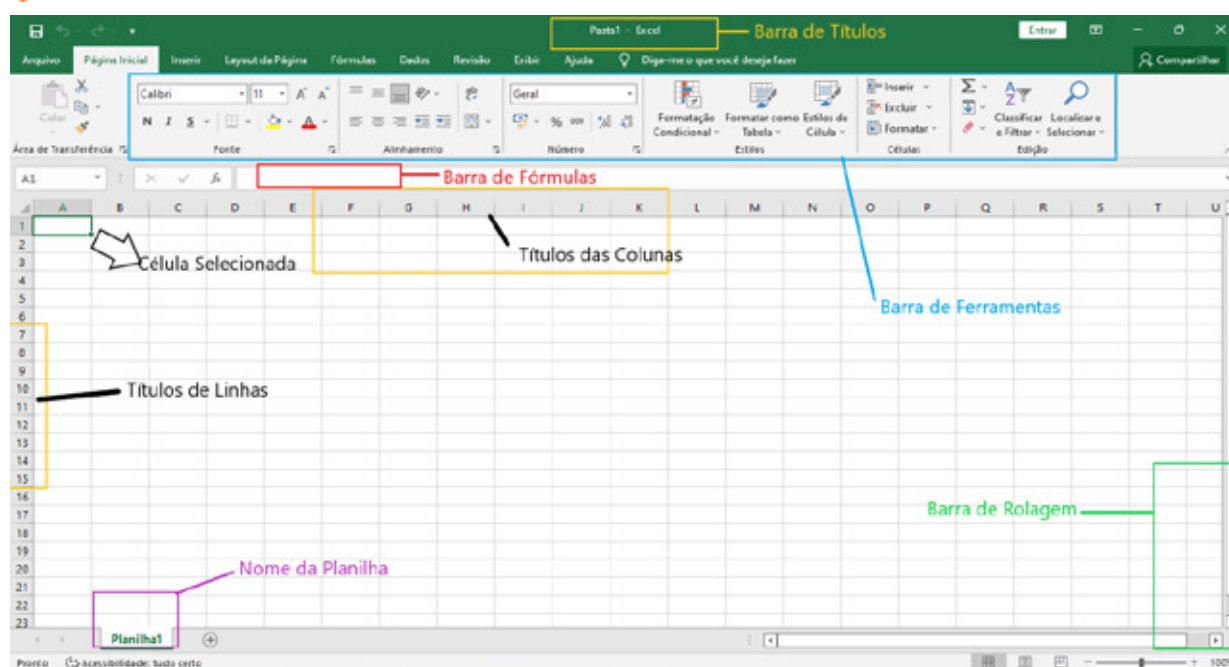 Pasta1 - Excel
Barra de Títulos
Entrar
Arquivo Página Inicial Inserir Layout da Página Fórmulas Dados Revisão Exibir Ajuda Diga-me o que você deseja fazer Compartilhar
Colar
Calibri 11 A A
Geral
N I S
A
% 000
Formatação Condicional
Formatar como Tabela
Estilos de Célula
Inserir
Excluir
Formatar
Classificar e Filtrar
Localizar e Selecionar
Área de Transferência Fonte Alinhamento Número Estilos Células Edição
A1 fx
Barra de Fórmulas
A B C D E F G H I J K L M N O P Q R S T U
1
2
3
4
5
6
7
8
9
10
11
12
13
14
15
16
17
18
19
20
21
22
23
Títulos das Colunas
Célula Selecionada
Barra de Ferramentas
Títulos de Linhas
Barra de Rolagem
Nome da Planilha
Planilha1
Pronto Acessibilidade: tudo certo